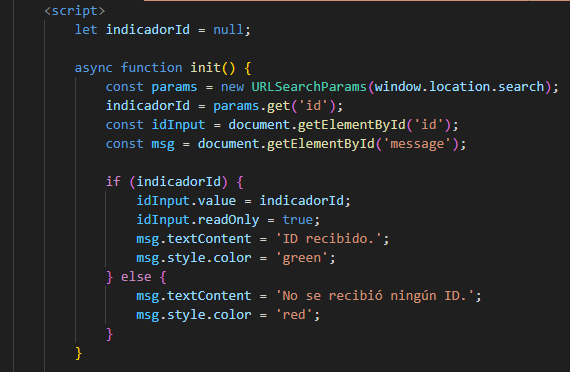 <script>
let indicadorId = null;
async function init() {
const params = new URLSearchParams(window.location.search);
indicadorId = params.get('id');
const idInput = document.getElementById('id');
const msg = document.getElementById('message');
if (indicadorId) {
idInput.value = indicadorId;
idInput.readOnly = true;
msg.textContent = 'ID recibido.';
msg.style.color = 'green';
} else {
msg.textContent = 'No se recibió ningún ID.';
msg.style.color = 'red';
}
}